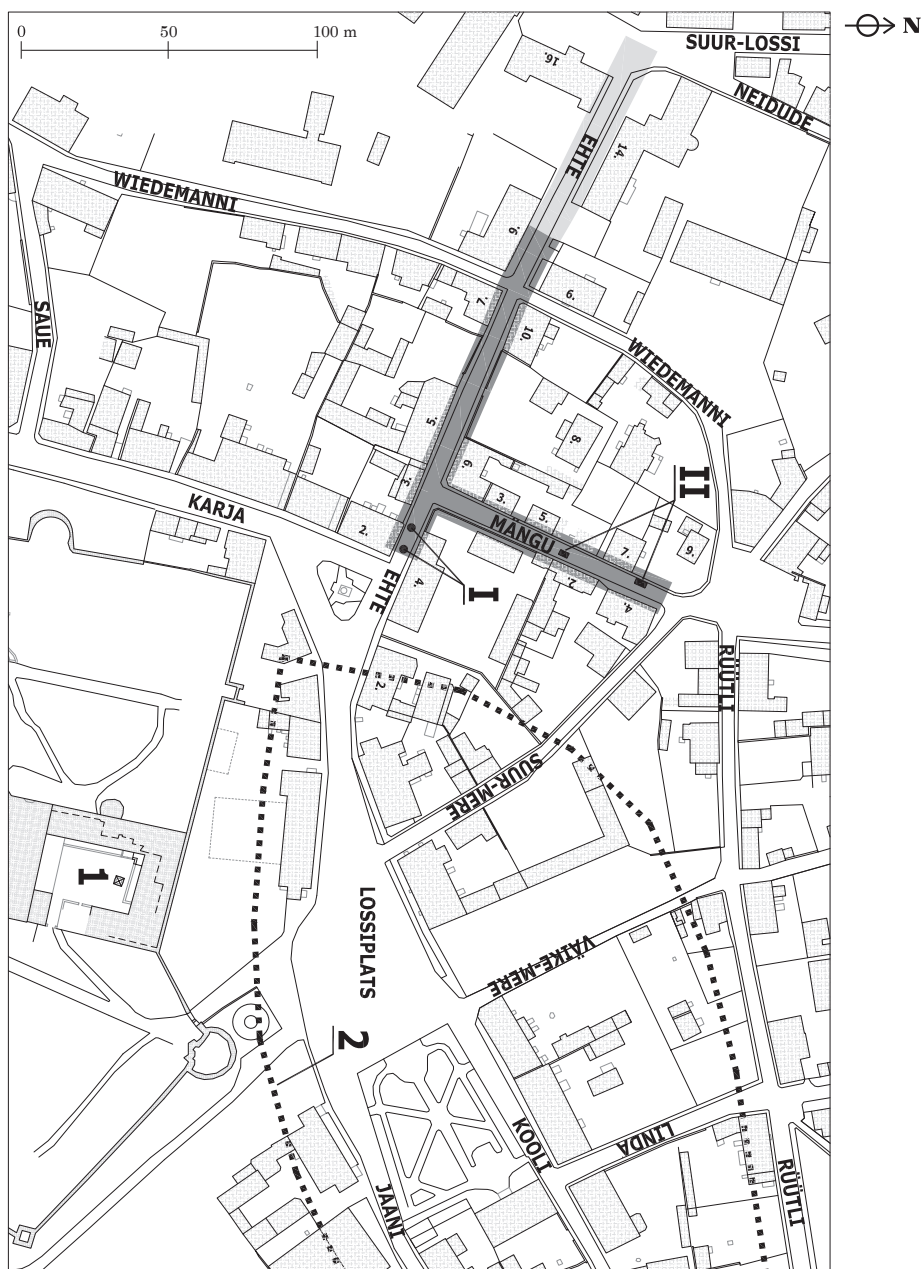 0 50 100 m
N
SUUR-LOSSI
NEIDUDE
16.
EHTE
14.
WIEDEMANNI
9.
6.
7.
10.
SAUE
WIEDEMANNI
5.
8.
6.
3.
3.
II
5.
MANGU
KARJA
2.
7.
9.
I
EHTE
4.
2.
4.
RÜÜTLI
2.
SUUR-MERE
1
LOSSIPLATS
VÄIKE-MERE
2
KOOLI
LINDA
RÜÜTLI
JAANI